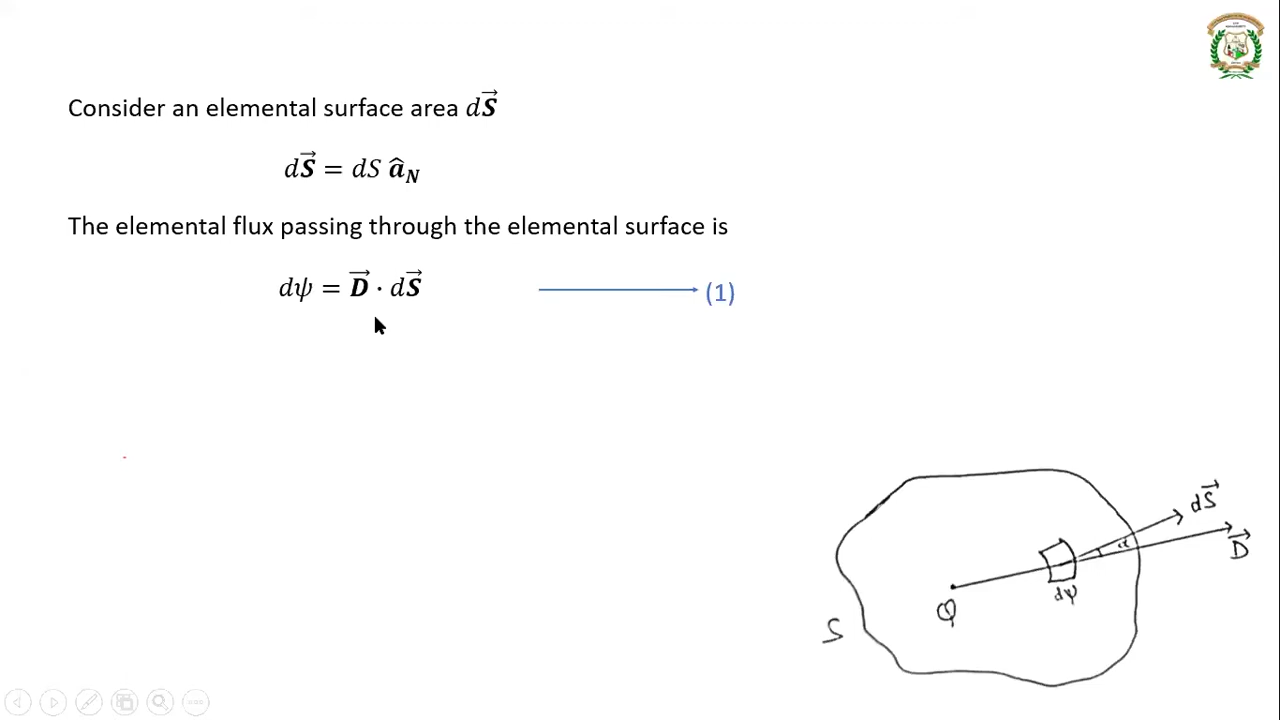 Consider an elemental surface area d𝑺⃗
d𝑺⃗ = dS 𝒂̂_N
The elemental flux passing through the elemental surface is
dψ = 𝑫⃗ · d𝑺⃗ (1)
dS⃗
α
D⃗
dψ
Q
S